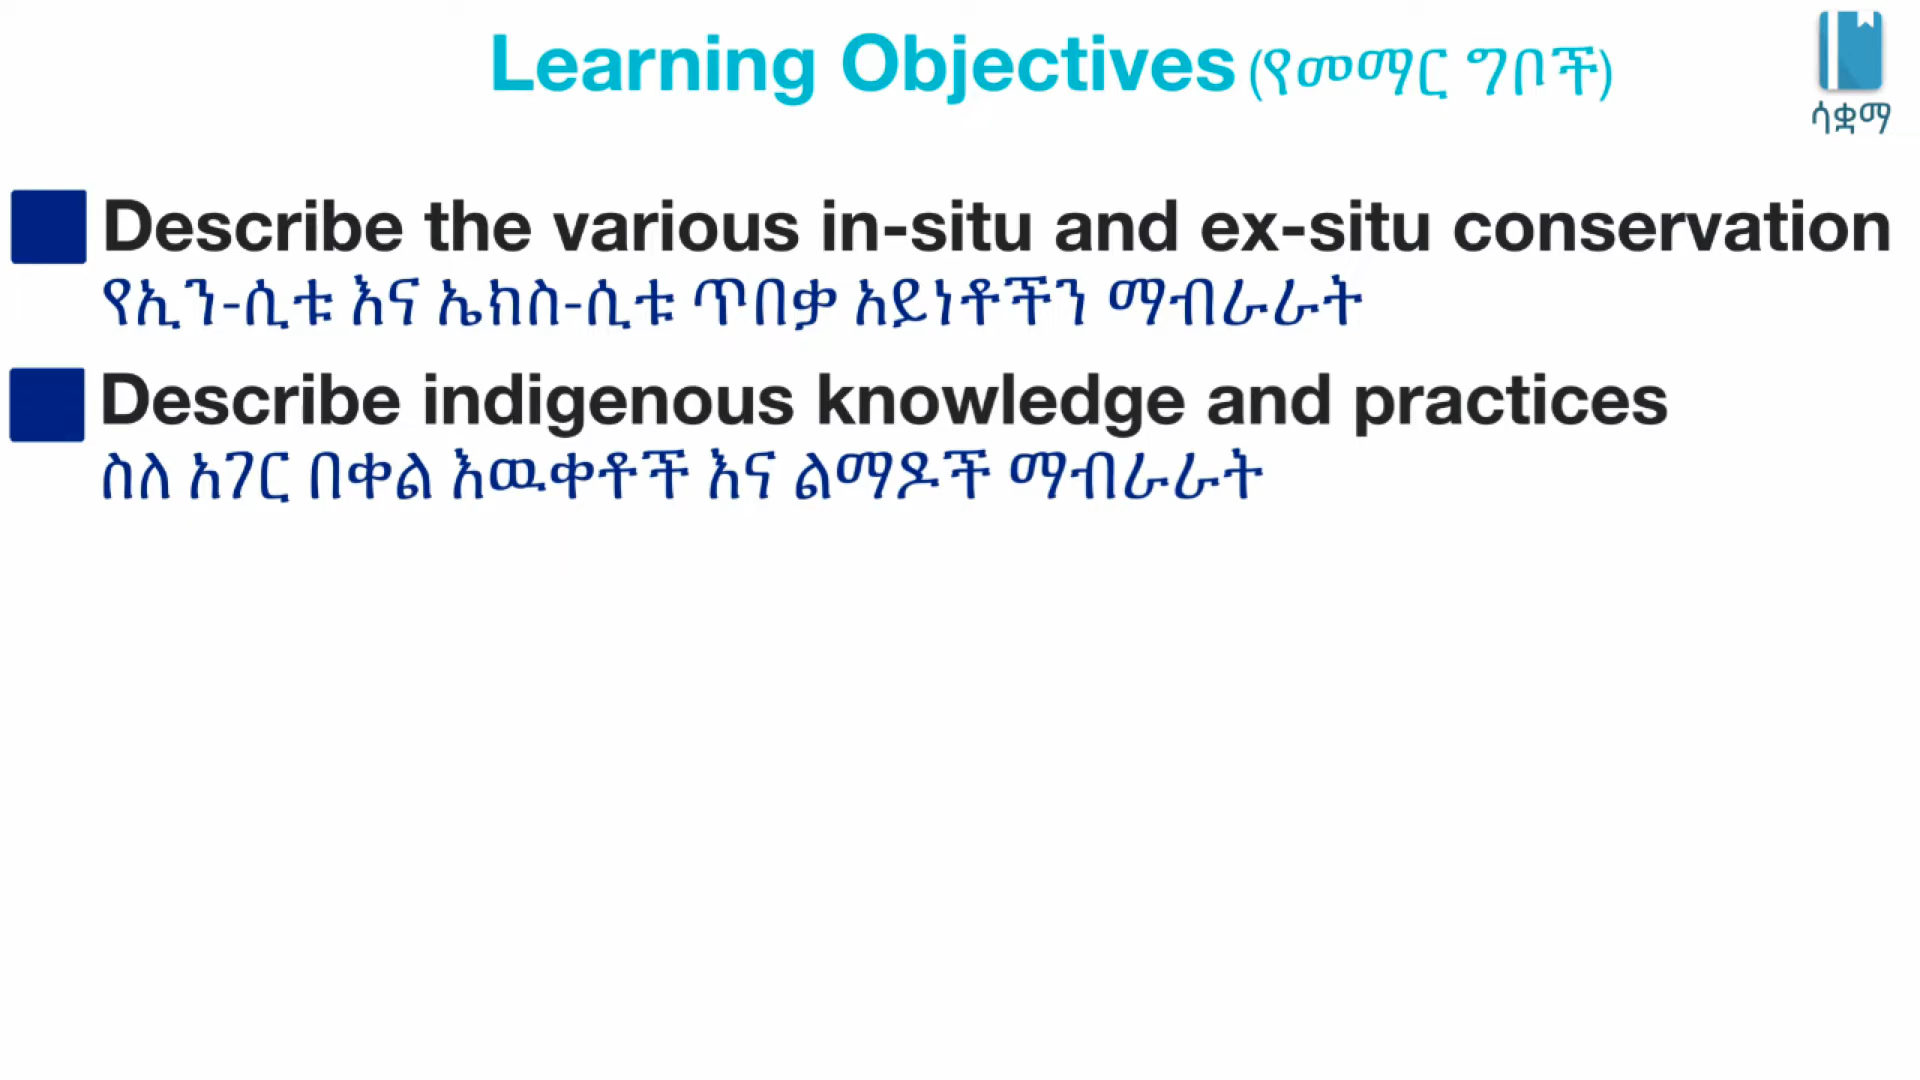 Learning Objectives (የመማር ግቦች)
ሳቋማ
Describe the various in-situ and ex-situ conservation
የኢን-ሲቱ እና ኤክስ-ሲቱ ጥበቃ አይነቶችን ማብራራት
Describe indigenous knowledge and practices
ስለ አገር በቀል እዉቀቶች እና ልማዶች ማብራራት